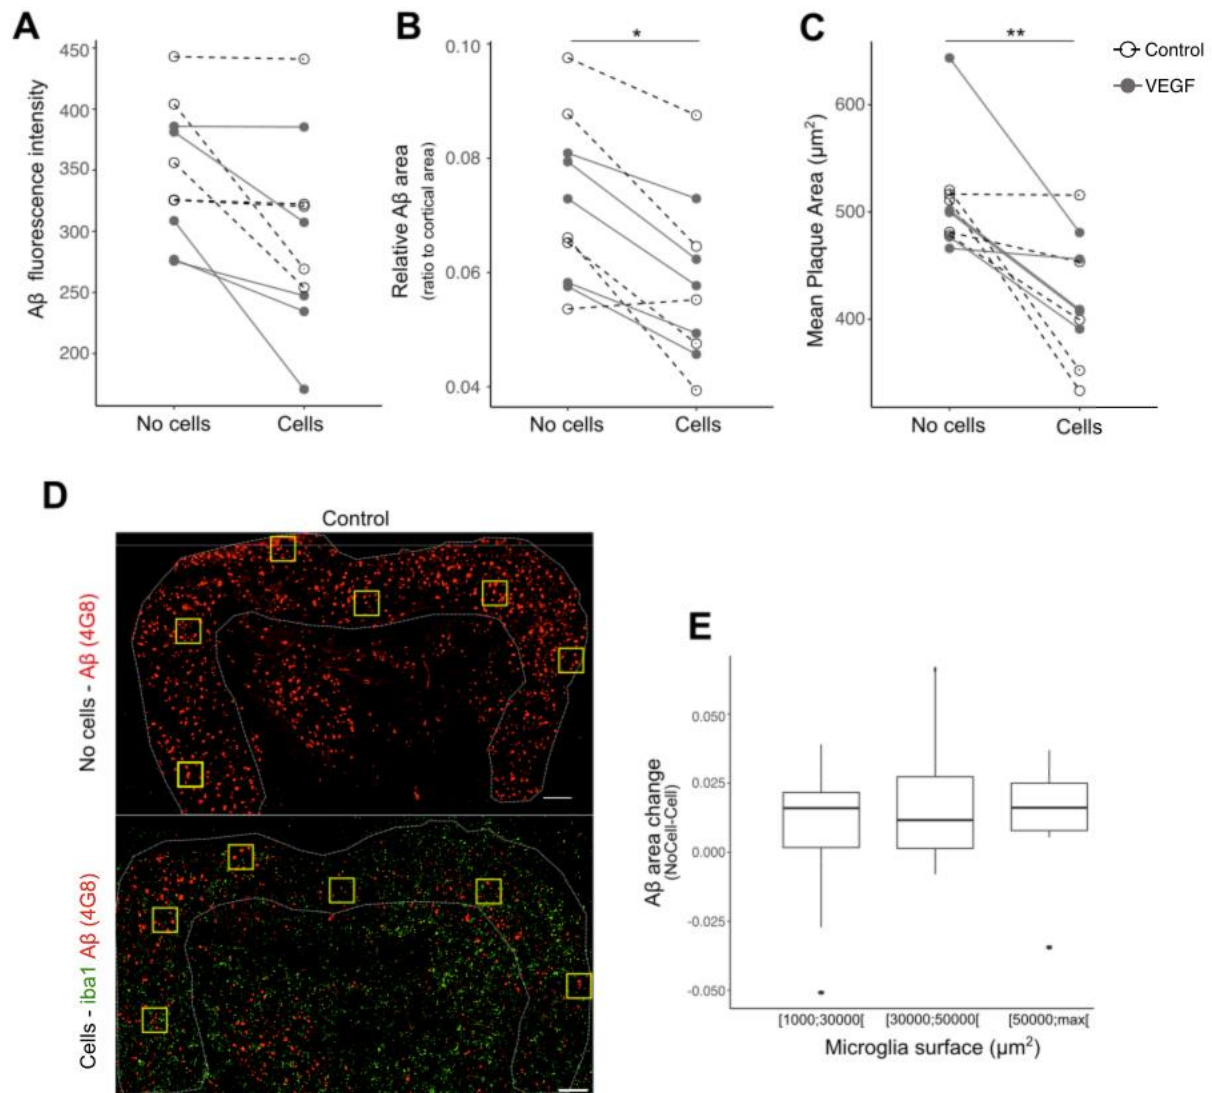 A
Aβ fluorescence intensity
450
400
350
300
250
200
No cells
Cells
B
*
Relative Aβ area
(ratio to cortical area)
0.10
0.08
0.06
0.04
No cells
Cells
C
**
Mean Plaque Area (µm²)
600
500
400
No cells
Cells
Control
VEGF
D
Control
No cells - Aβ (4G8)
Cells - iba1 Aβ (4G8)
E
Aβ area change
(NoCell-Cell)
0.050
0.025
0.000
-0.025
-0.050
[1000;30000[
[30000;50000[
[50000;max[
Microglia surface (µm²)